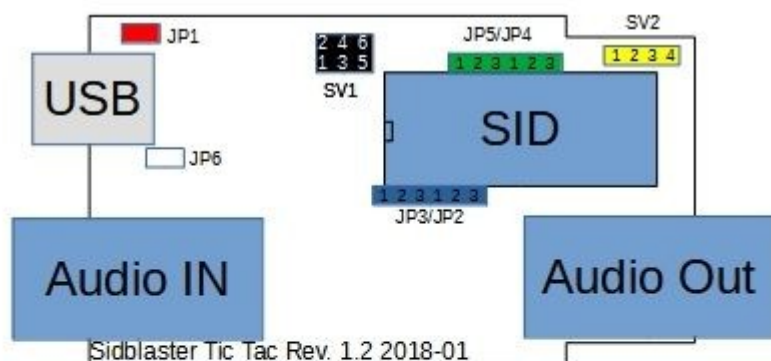 JP1
2 4 6
1 3 5
SV1
JP5/JP4
1 2 3 1 2 3
SV2
1 2 3 4
USB
SID
JP6
1 2 3 1 2 3
JP3/JP2
Audio IN
Audio Out
Sidblaster Tic Tac Rev. 1.2 2018-01